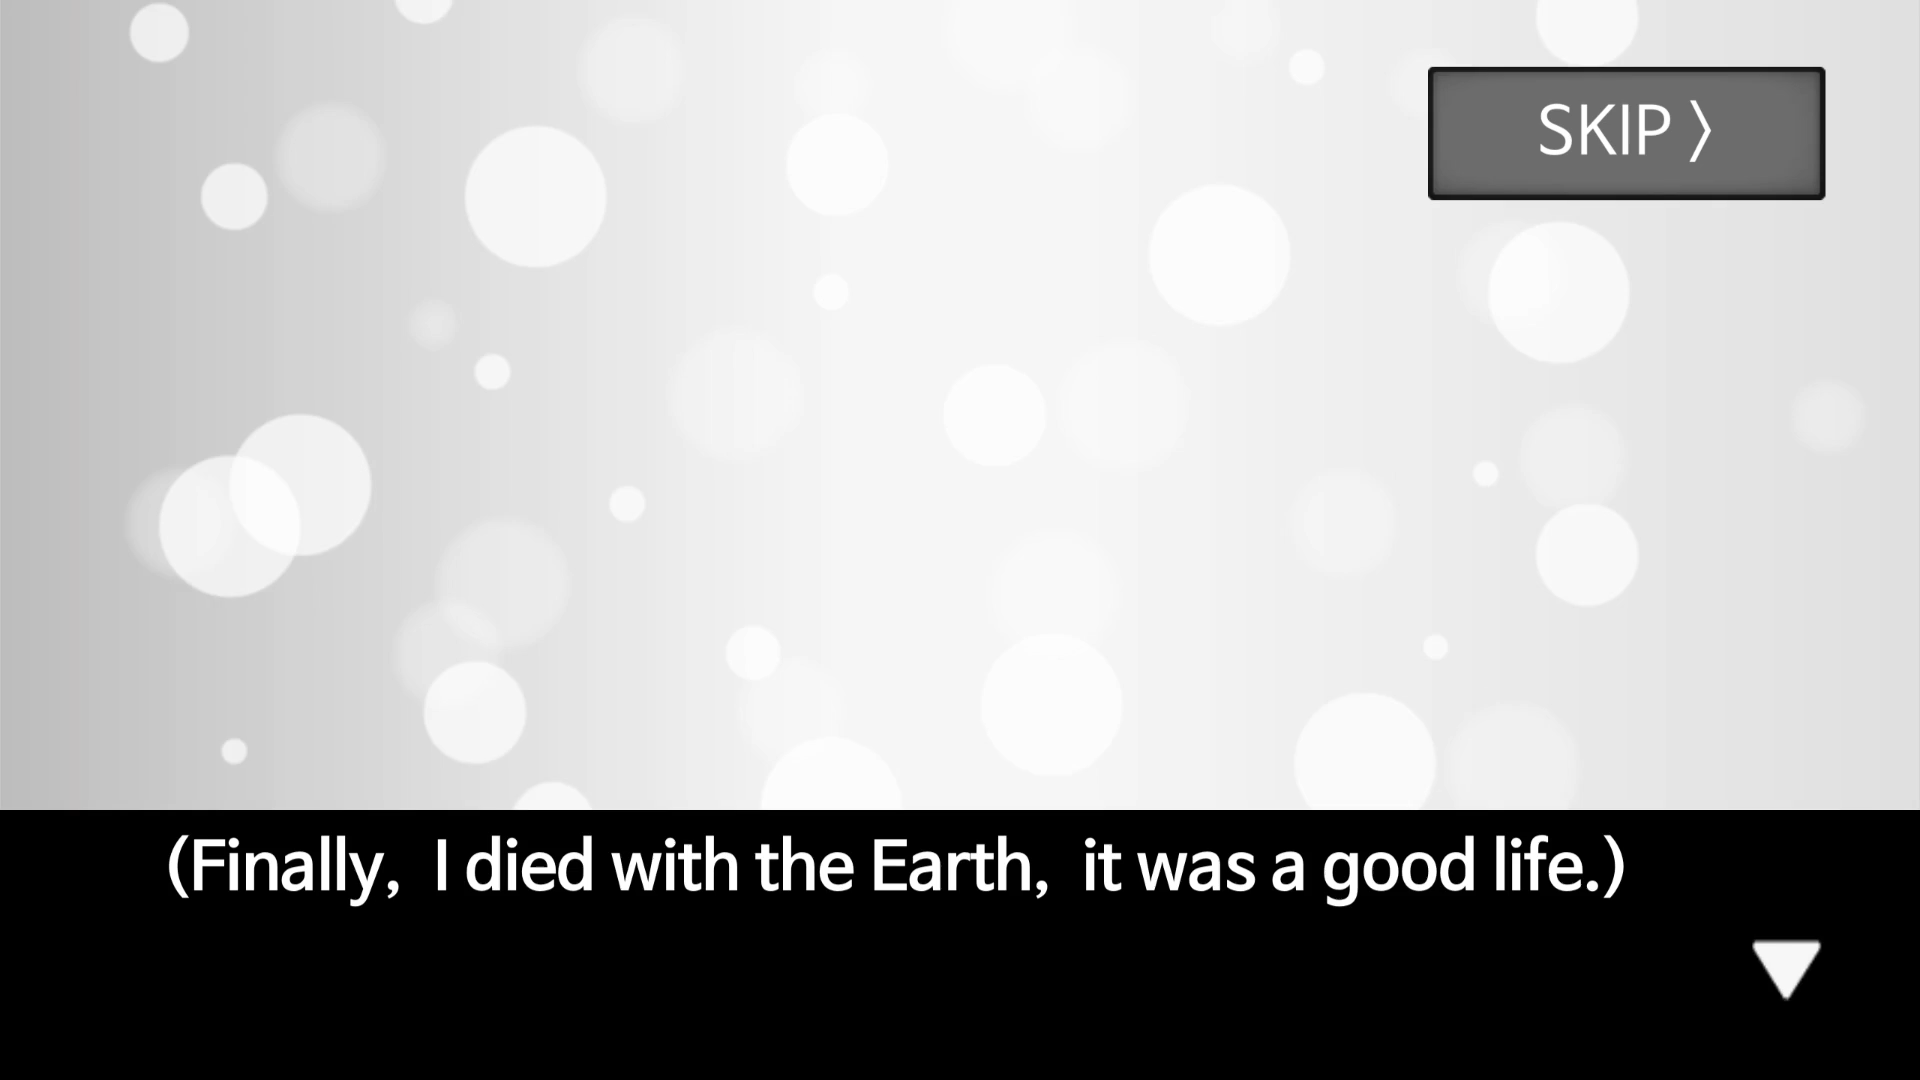 SKIP〉
(Finally, I died with the Earth, it was a good life.)